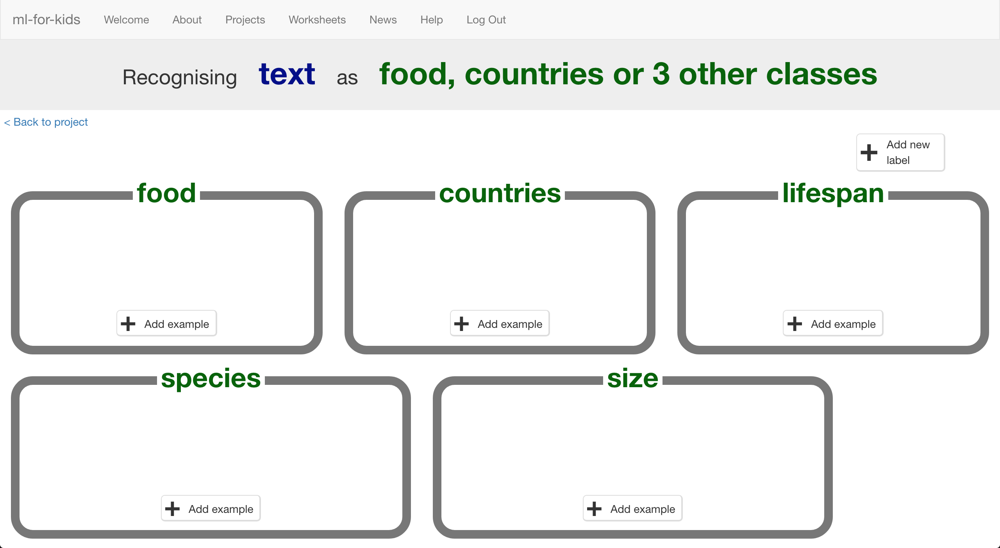 ml-for-kids Welcome About Projects Worksheets News Help Log Out
Recognising text as food, countries or 3 other classes
< Back to project
Add new
label
food countries lifespan
Add example Add example Add example
species size
Add example Add example